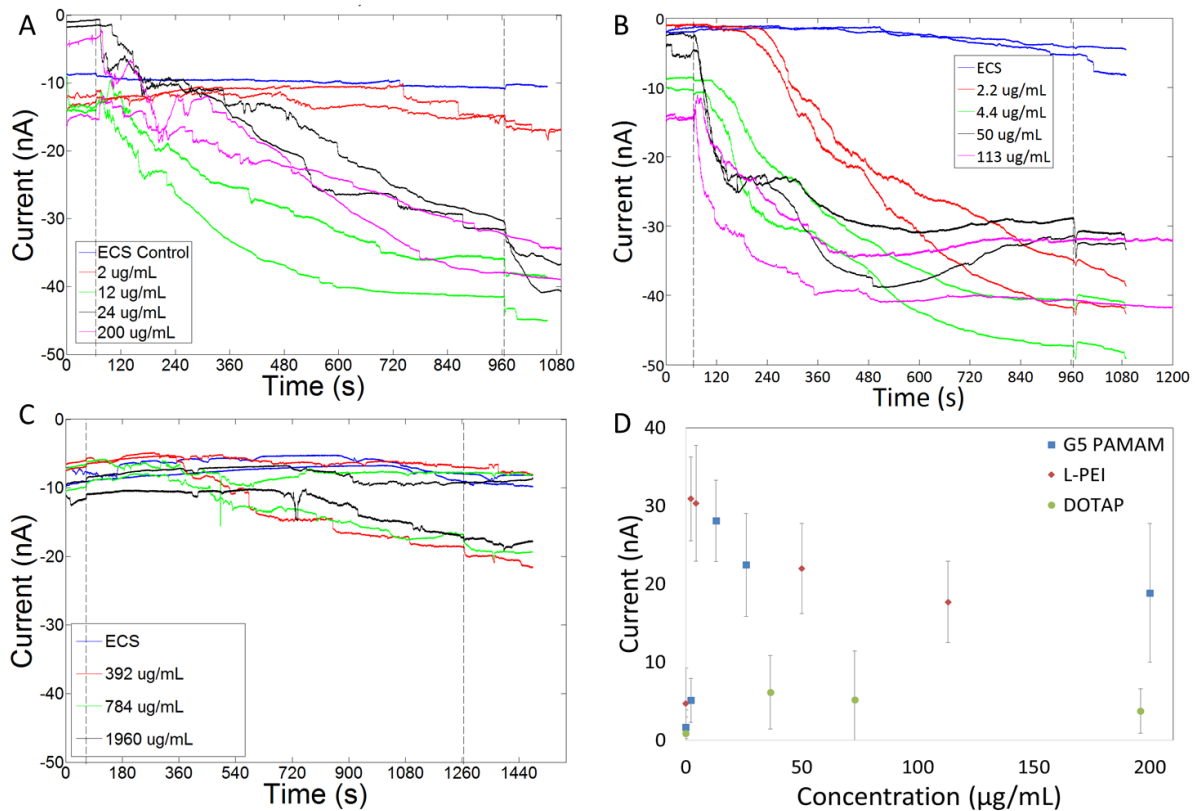 A
0
-10
-20
-30
-40
-50
Current (nA)
ECS Control
2 ug/mL
12 ug/mL
24 ug/mL
200 ug/mL
0 120 240 360 480 600 720 840 960 1080
Time (s)
B
0
-10
-20
-30
-40
-50
Current (nA)
ECS
2.2 ug/mL
4.4 ug/mL
50 ug/mL
113 ug/mL
0 120 240 360 480 600 720 840 960 1080 1200
Time (s)
C
0
-10
-20
-30
-40
-50
Current (nA)
ECS
392 ug/mL
784 ug/mL
1960 ug/mL
0 180 360 540 720 900 1080 1260 1440
Time (s)
D
40
30
20
10
0
Current (nA)
G5 PAMAM
L-PEI
DOTAP
0 50 100 150 200
Concentration (µg/mL)